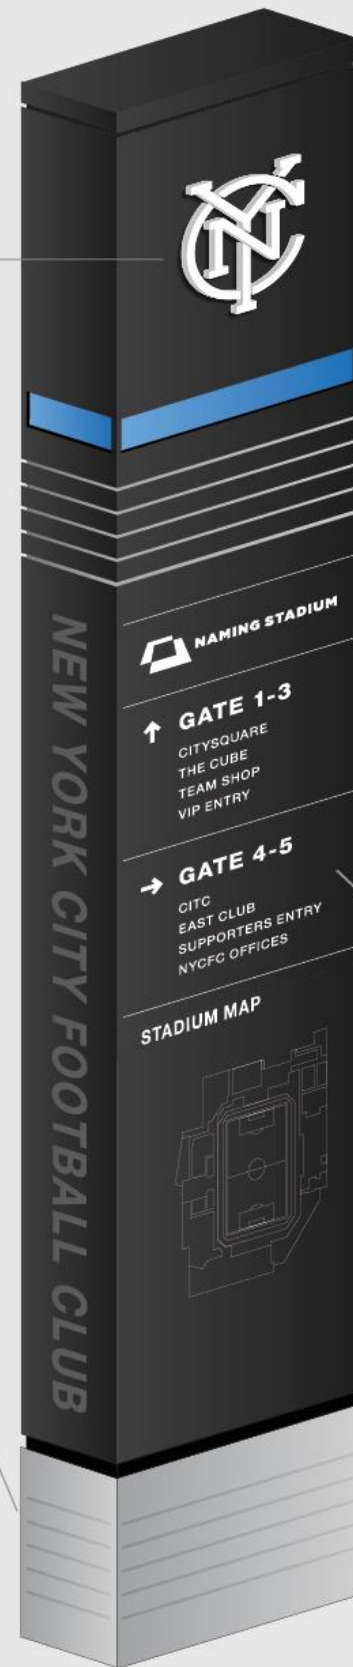 NYC
NAMING STADIUM
↑ GATE 1-3
CITYSQUARE
THE CUBE
TEAM SHOP
VIP ENTRY
→ GATE 4-5
CITC
EAST CLUB
SUPPORTERS ENTRY
NYCFC OFFICES
STADIUM MAP
NEW YORK CITY FOOTBALL CLUB